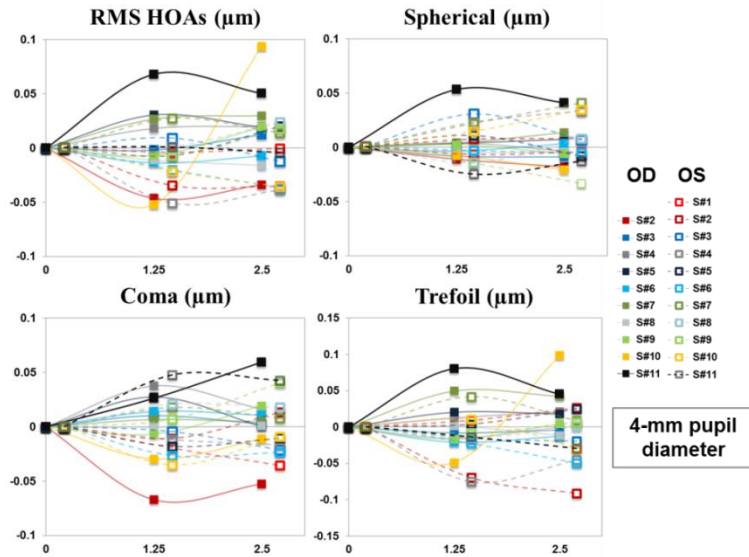 RMS HOAs (μm)
Spherical (μm)
0.1
0.05
0
-0.05
-0.1
0
1.25
2.5
0.1
0.05
0
-0.05
-0.1
0
1.25
2.5
Coma (μm)
Trefoil (μm)
0.1
0.05
0
-0.05
-0.1
0
1.25
2.5
0.15
0.1
0.05
0
-0.05
-0.1
-0.15
0
1.25
2.5
OD OS
S#1
S#2 S#2
S#3 S#3
S#4 S#4
S#5 S#5
S#6 S#6
S#7 S#7
S#8 S#8
S#9 S#9
S#10 S#10
S#11 S#11
4-mm pupil
diameter